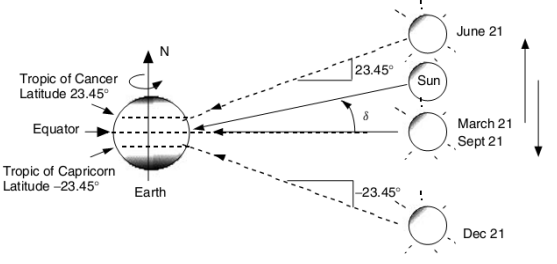 June 21
N
23.45°
Tropic of Cancer
Latitude 23.45°
Sun
δ
Equator
March 21
Sept 21
Tropic of Capricorn
Latitude –23.45°
–23.45°
Earth
Dec 21